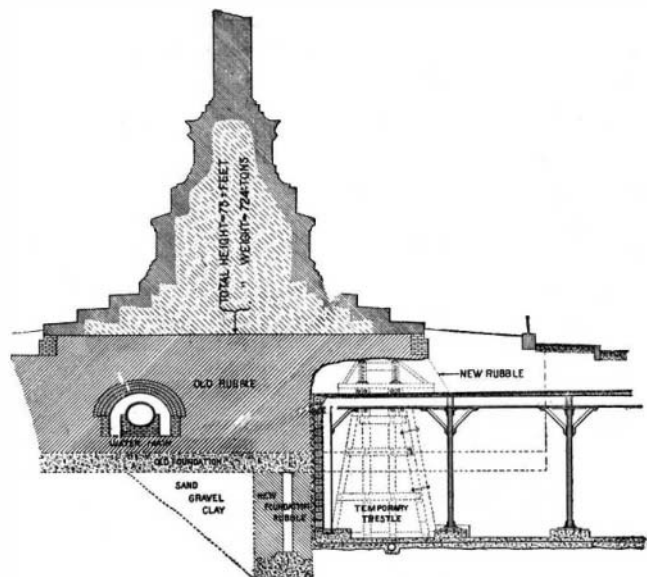 TOTAL HEIGHT=75 FEET
" WEIGHT=724 TONS
OLD RUBBLE
NEW RUBBLE
WATER MAIN
OLD FOUNDATION
SAND
GRAVEL
CLAY
NEW
FOUNDATION
RUBBLE
TEMPORARY
TRESTLE